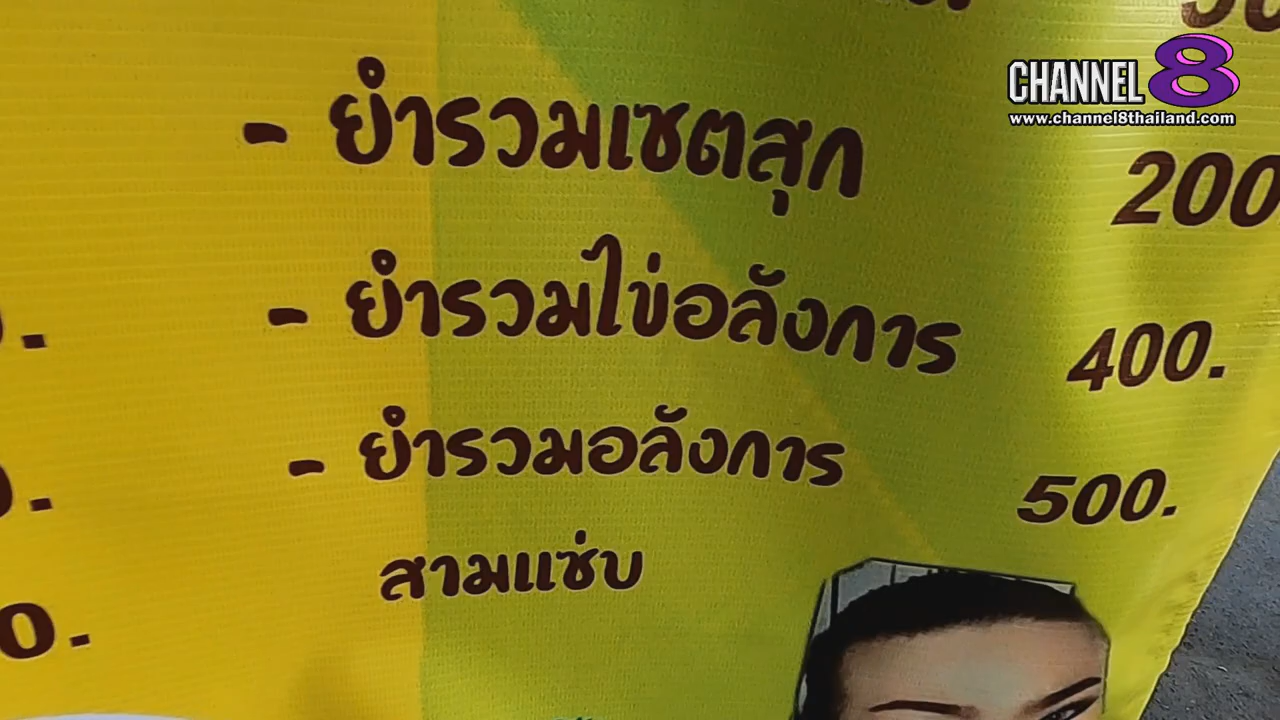 CHANNEL 8
www.channel8thailand.com
- ยำรวมเซตสุก 200
- ยำรวมไข่อลังการ 400.
- ยำรวมอลังการ 500.
สามแซ่บ